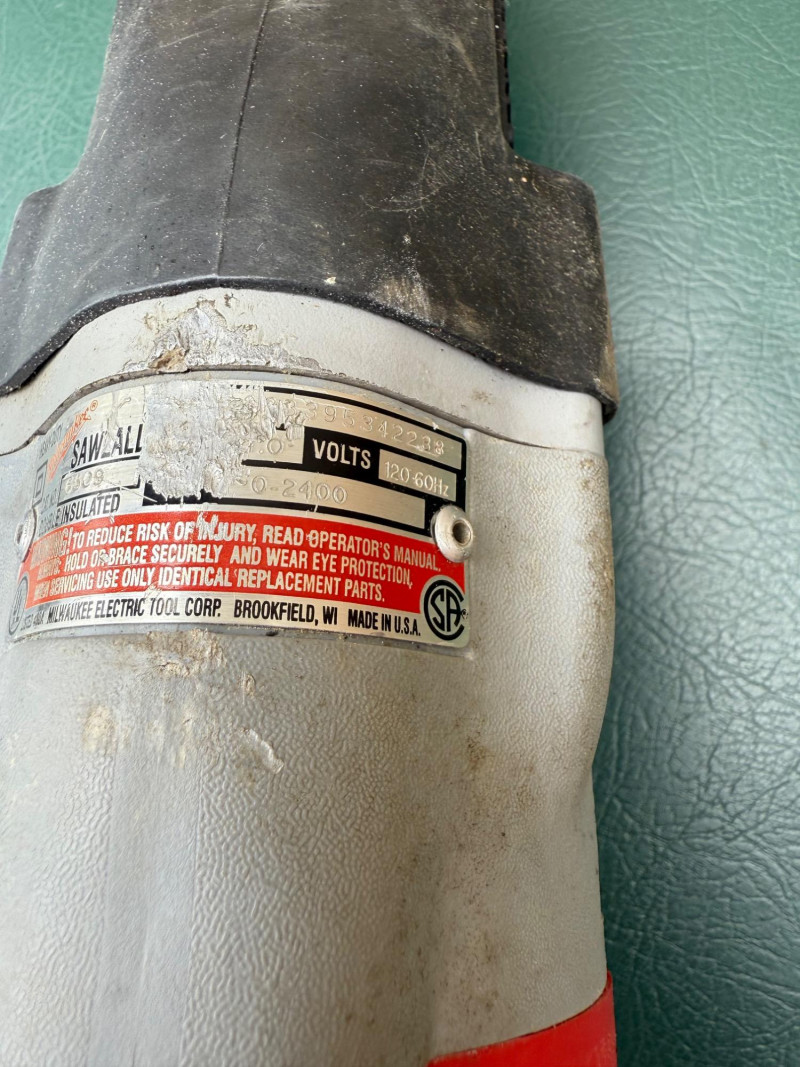 395342238
SAWZALL
VOLTS 120-60Hz
0-2400
INSULATED
TO REDUCE RISK OF INJURY, READ OPERATOR'S MANUAL.
HOLD OR BRACE SECURELY AND WEAR EYE PROTECTION,
WHEN SERVICING USE ONLY IDENTICAL REPLACEMENT PARTS.
MILWAUKEE ELECTRIC TOOL CORP. BROOKFIELD, WI MADE IN U.S.A.
SA